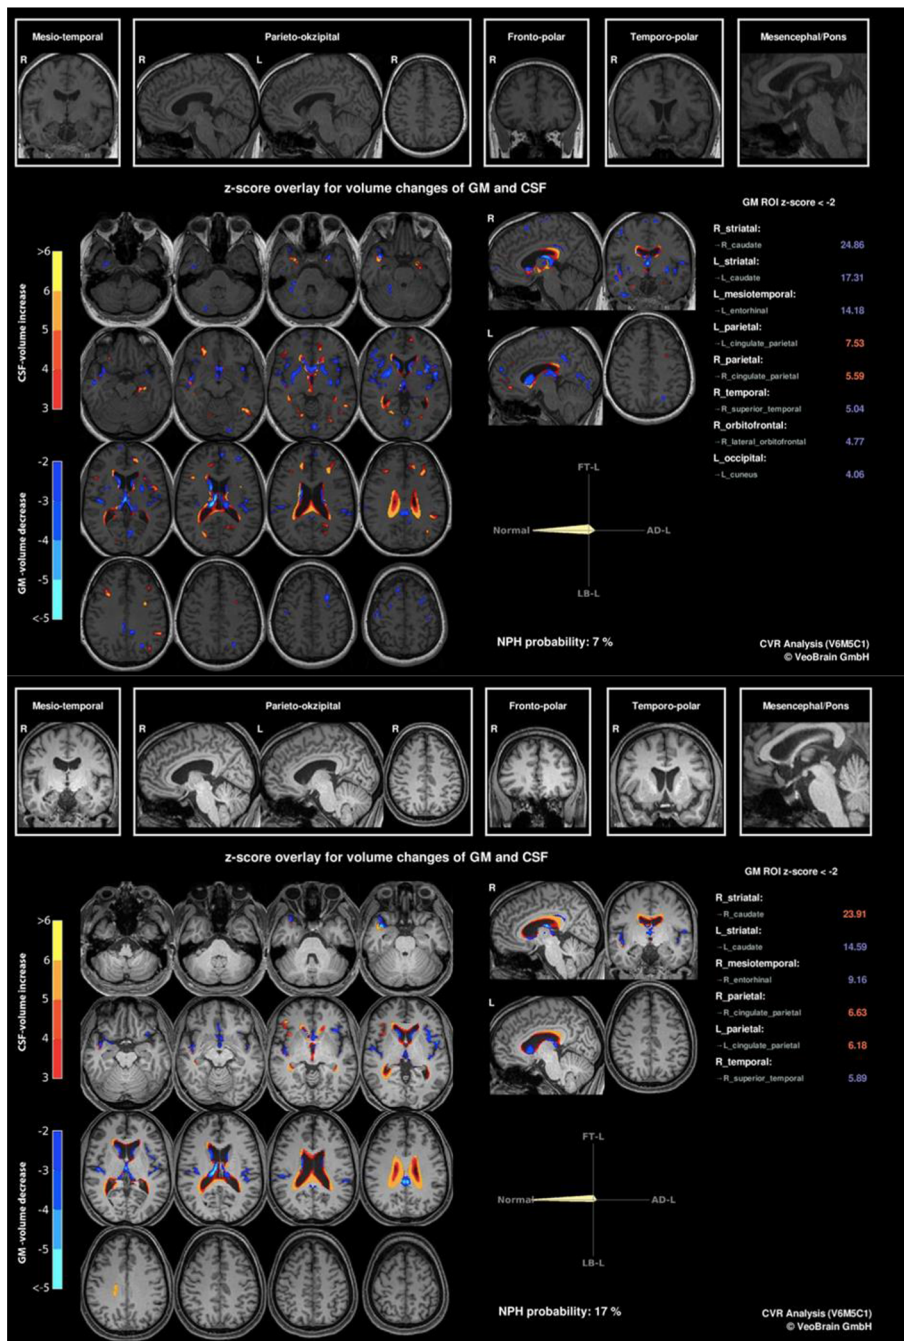 Mesio-temporal
Parieto-okzipital
Fronto-polar
Temporo-polar
Mesencephal/Pons
R
R
L
R
R
R
z-score overlay for volume changes of GM and CSF
GM ROI z-score < -2
>6
6
5
4
3
CSF-volume increase
-2
-3
-4
-5
<-5
GM -volume decrease
R
L
R_striatal:
→R_caudate 24.86
L_striatal:
→L_caudate 17.31
L_mesiotemporal:
→L_entorhinal 14.18
L_parietal:
→L_cingulate_parietal 7.53
R_parietal:
→R_cingulate_parietal 5.59
R_temporal:
→R_superior_temporal 5.04
R_orbitofrontal:
→R_lateral_orbitofrontal 4.77
L_occipital:
→L_cuneus 4.06
FT-L
Normal
AD-L
LB-L
NPH probability: 7 %
CVR Analysis (V6M5C1)
© VeoBrain GmbH
Mesio-temporal
Parieto-okzipital
Fronto-polar
Temporo-polar
Mesencephal/Pons
R
R
L
R
R
R
z-score overlay for volume changes of GM and CSF
GM ROI z-score < -2
>6
6
5
4
3
CSF-volume increase
-2
-3
-4
-5
<-5
GM -volume decrease
R
L
R_striatal:
→R_caudate 23.91
L_striatal:
→L_caudate 14.59
R_mesiotemporal:
→R_entorhinal 9.16
R_parietal:
→R_cingulate_parietal 6.63
L_parietal:
→L_cingulate_parietal 6.18
R_temporal:
→R_superior_temporal 5.89
FT-L
Normal
AD-L
LB-L
NPH probability: 17 %
CVR Analysis (V6M5C1)
© VeoBrain GmbH